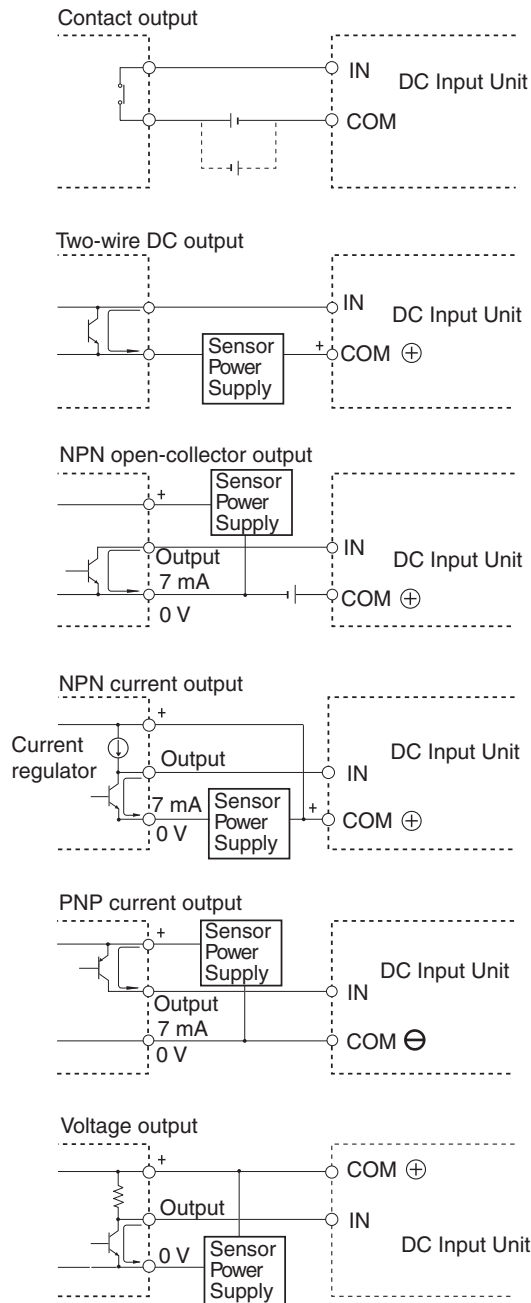 Contact output
IN
DC Input Unit
COM
Two-wire DC output
IN
DC Input Unit
Sensor
Power
Supply
+
COM ⊕
NPN open-collector output
+
Sensor
Power
Supply
Output
IN
DC Input Unit
7 mA
COM ⊕
0 V
NPN current output
+
Current
regulator
DC Input Unit
Output
IN
7 mA
Sensor
Power
Supply
+
COM ⊕
0 V
PNP current output
+
Sensor
Power
Supply
DC Input Unit
Output
IN
7 mA
COM ⊖
0 V
Voltage output
+
COM ⊕
Output
IN
0 V
Sensor
Power
Supply
DC Input Unit